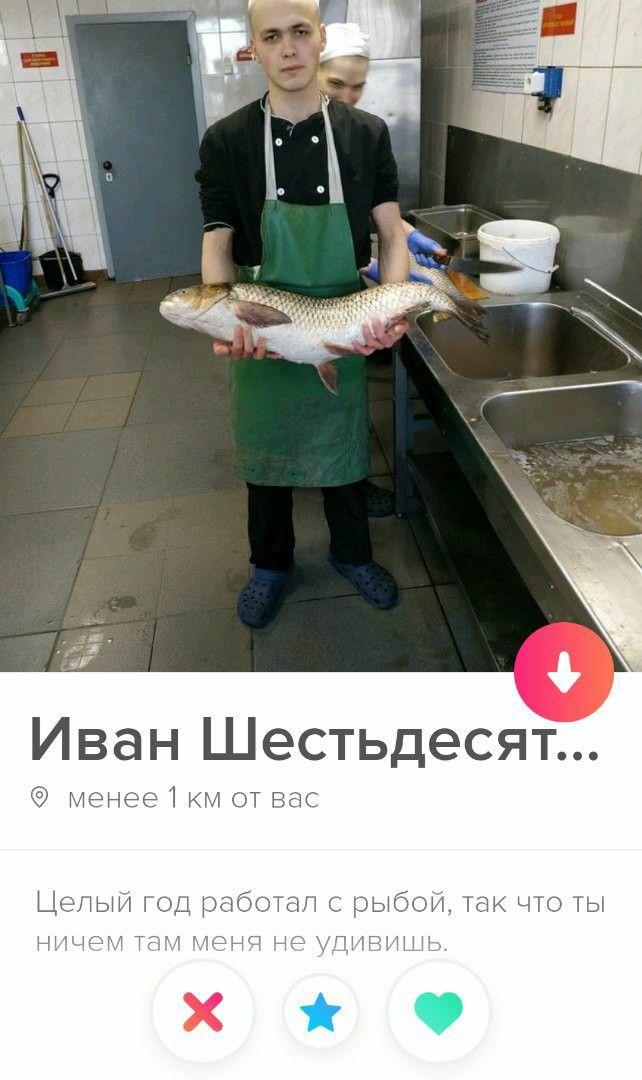 Иван Шестьдесят...
менее 1 км от вас
Целый год работал с рыбой, так что ты
ничем там меня не удивишь.